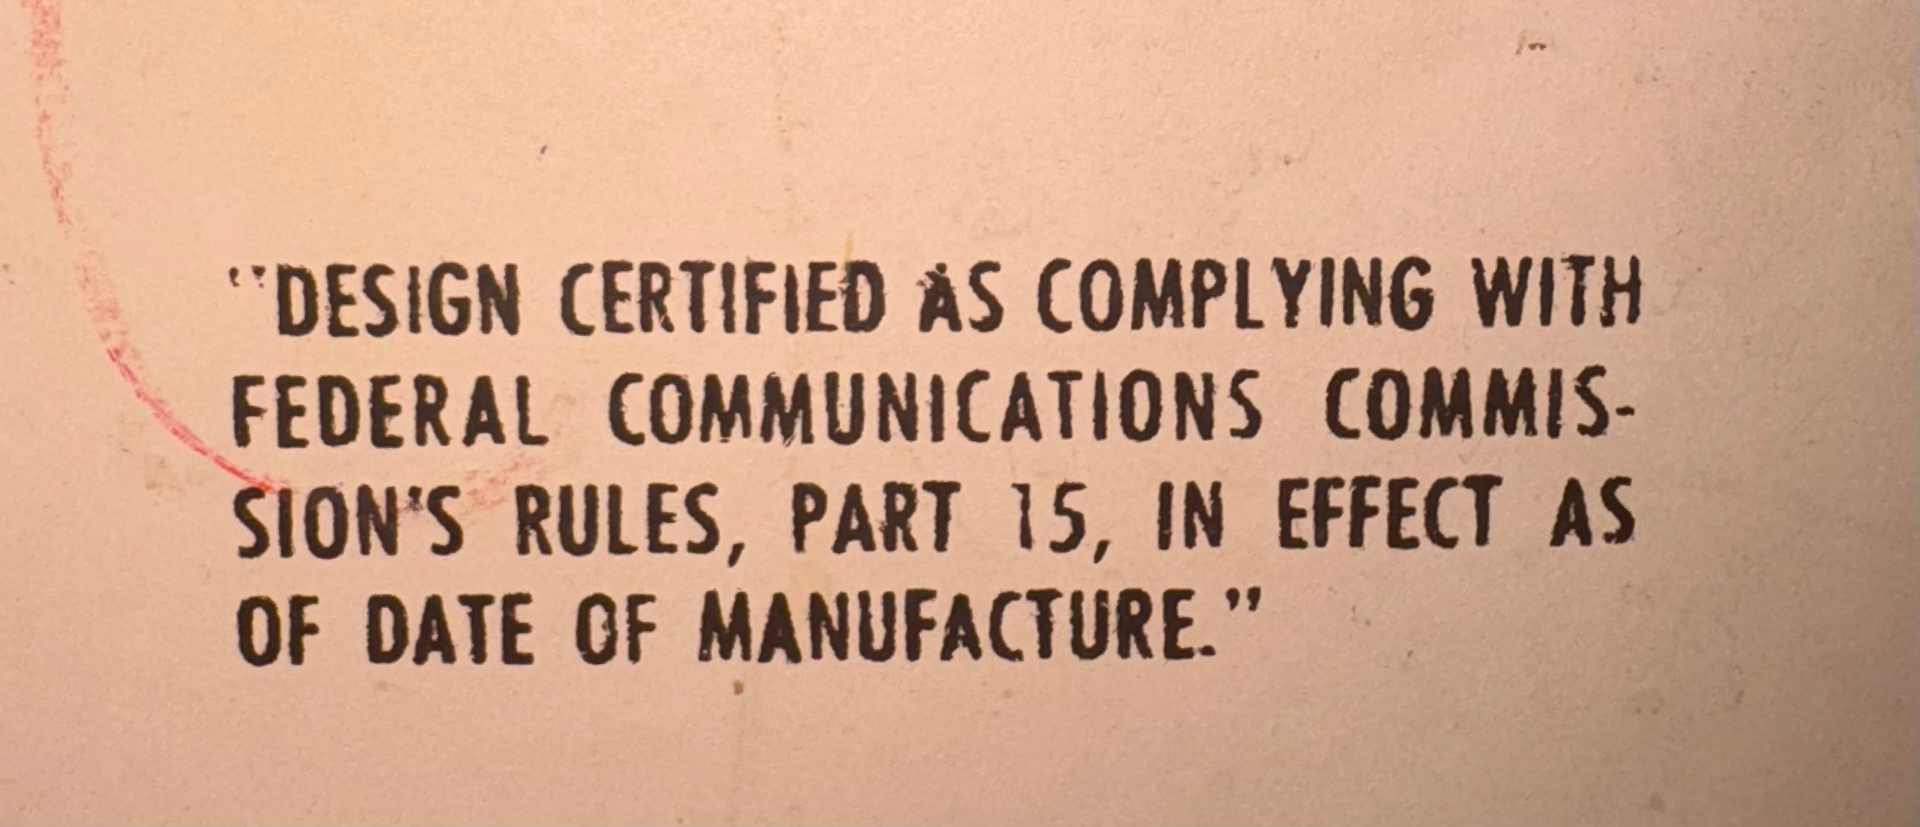 “DESIGN CERTIFIED AS COMPLYING WITH
FEDERAL COMMUNICATIONS COMMIS-
SION'S RULES, PART 15, IN EFFECT AS
OF DATE OF MANUFACTURE.”